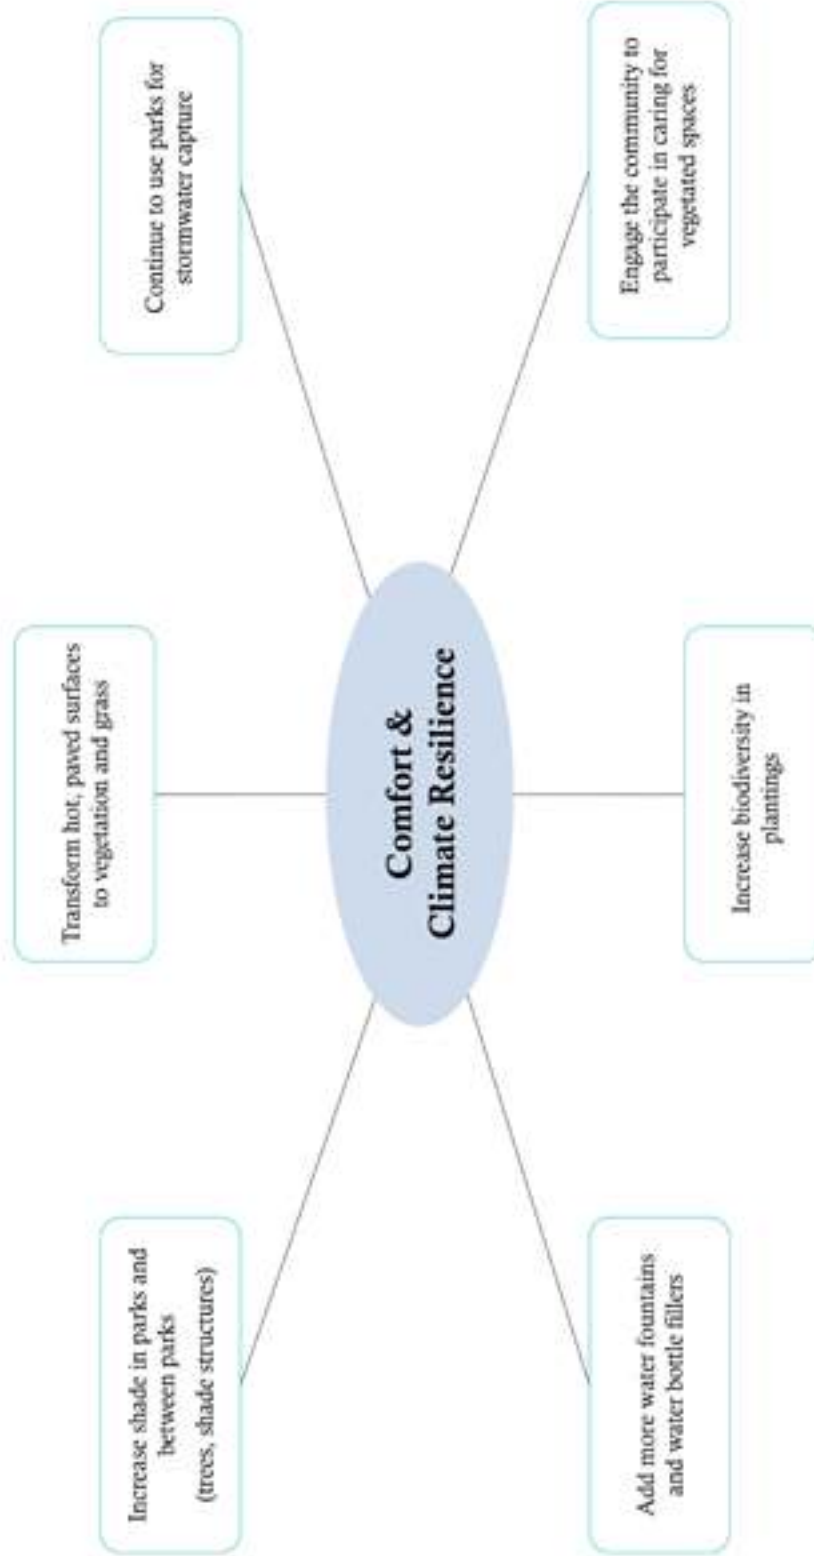 Increase shade in parks and
between parks
(trees, shade structures)
Transform hot, paved surfaces
to vegetation and grass
Continue to use parks for
stormwater capture
Comfort &
Climate Resilience
Add more water fountains
and water bottle fillers
Increase biodiversity in
plantings
Engage the community to
participate in caring for
vegetated spaces